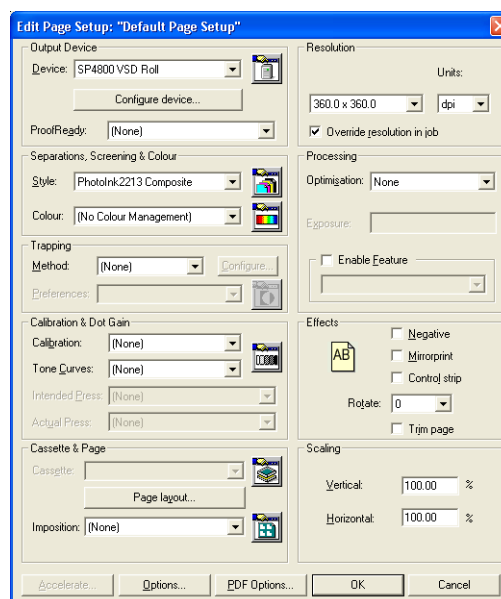 Edit Page Setup: "Default Page Setup"
Output Device
Device: SP4800 VSD Roll
Configure device...
ProofReady: (None)
Separations, Screening & Colour
Style: PhotoInk2213 Composite
Colour: (No Colour Management)
Trapping
Method: (None) Configure...
Preferences:
Calibration & Dot Gain
Calibration: (None)
Tone Curves: (None)
Intended Press: (None)
Actual Press: (None)
Cassette & Page
Cassette:
Page layout...
Imposition: (None)
Resolution
Units:
360.0 x 360.0 dpi
Override resolution in job
Processing
Optimisation: None
Exposure:
Enable Feature
Effects
AB
Negative
Mirrorprint
Control strip
Rotate: 0
Trim page
Scaling
Vertical: 100.00 %
Horizontal: 100.00 %
Accelerate... Options... PDF Options... OK Cancel